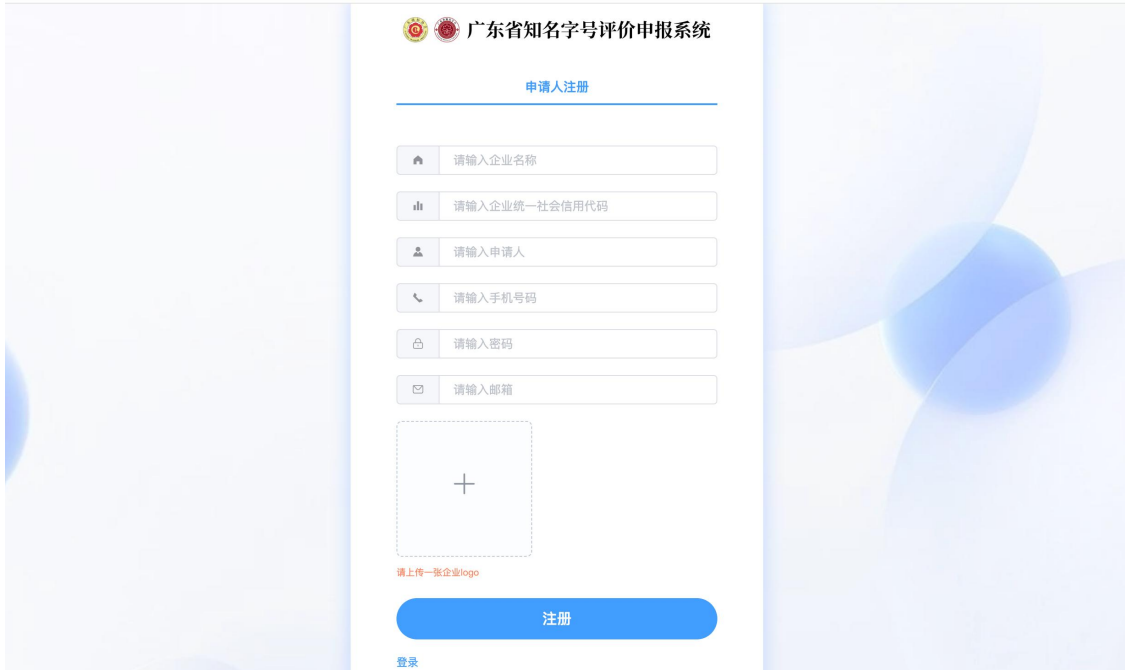 广东省知名字号评价申报系统
申请人注册
请输入企业名称
请输入企业统一社会信用代码
请输入申请人
请输入手机号码
请输入密码
请输入邮箱
请上传一张企业logo
注册
登录